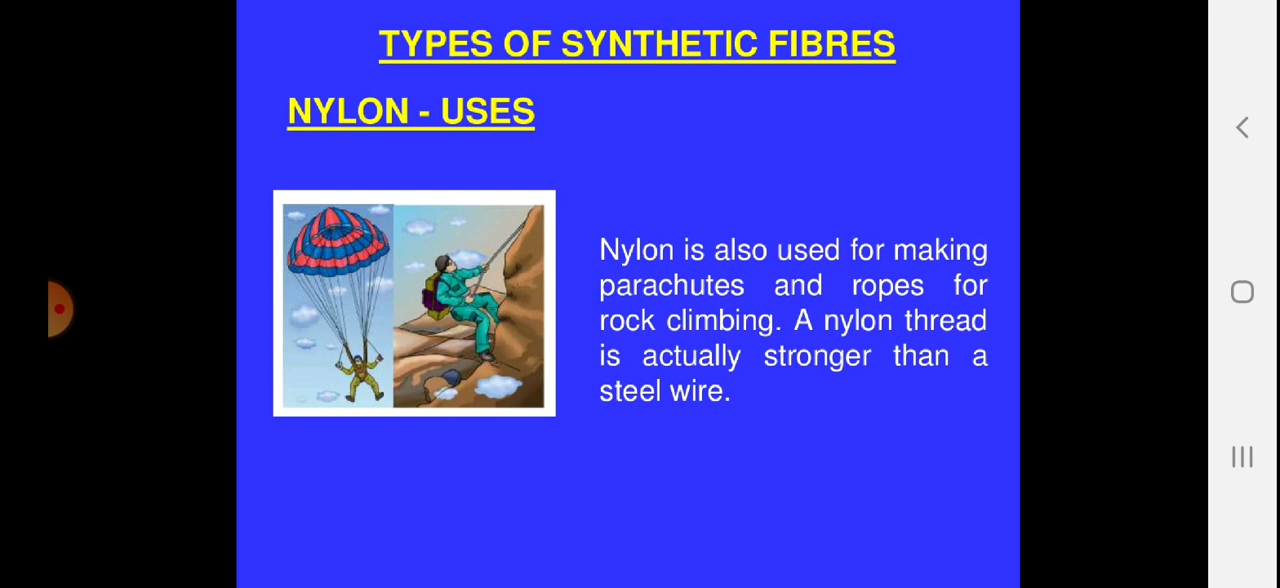 TYPES OF SYNTHETIC FIBRES
NYLON - USES
Nylon is also used for making
parachutes and ropes for
rock climbing. A nylon thread
is actually stronger than a
steel wire.